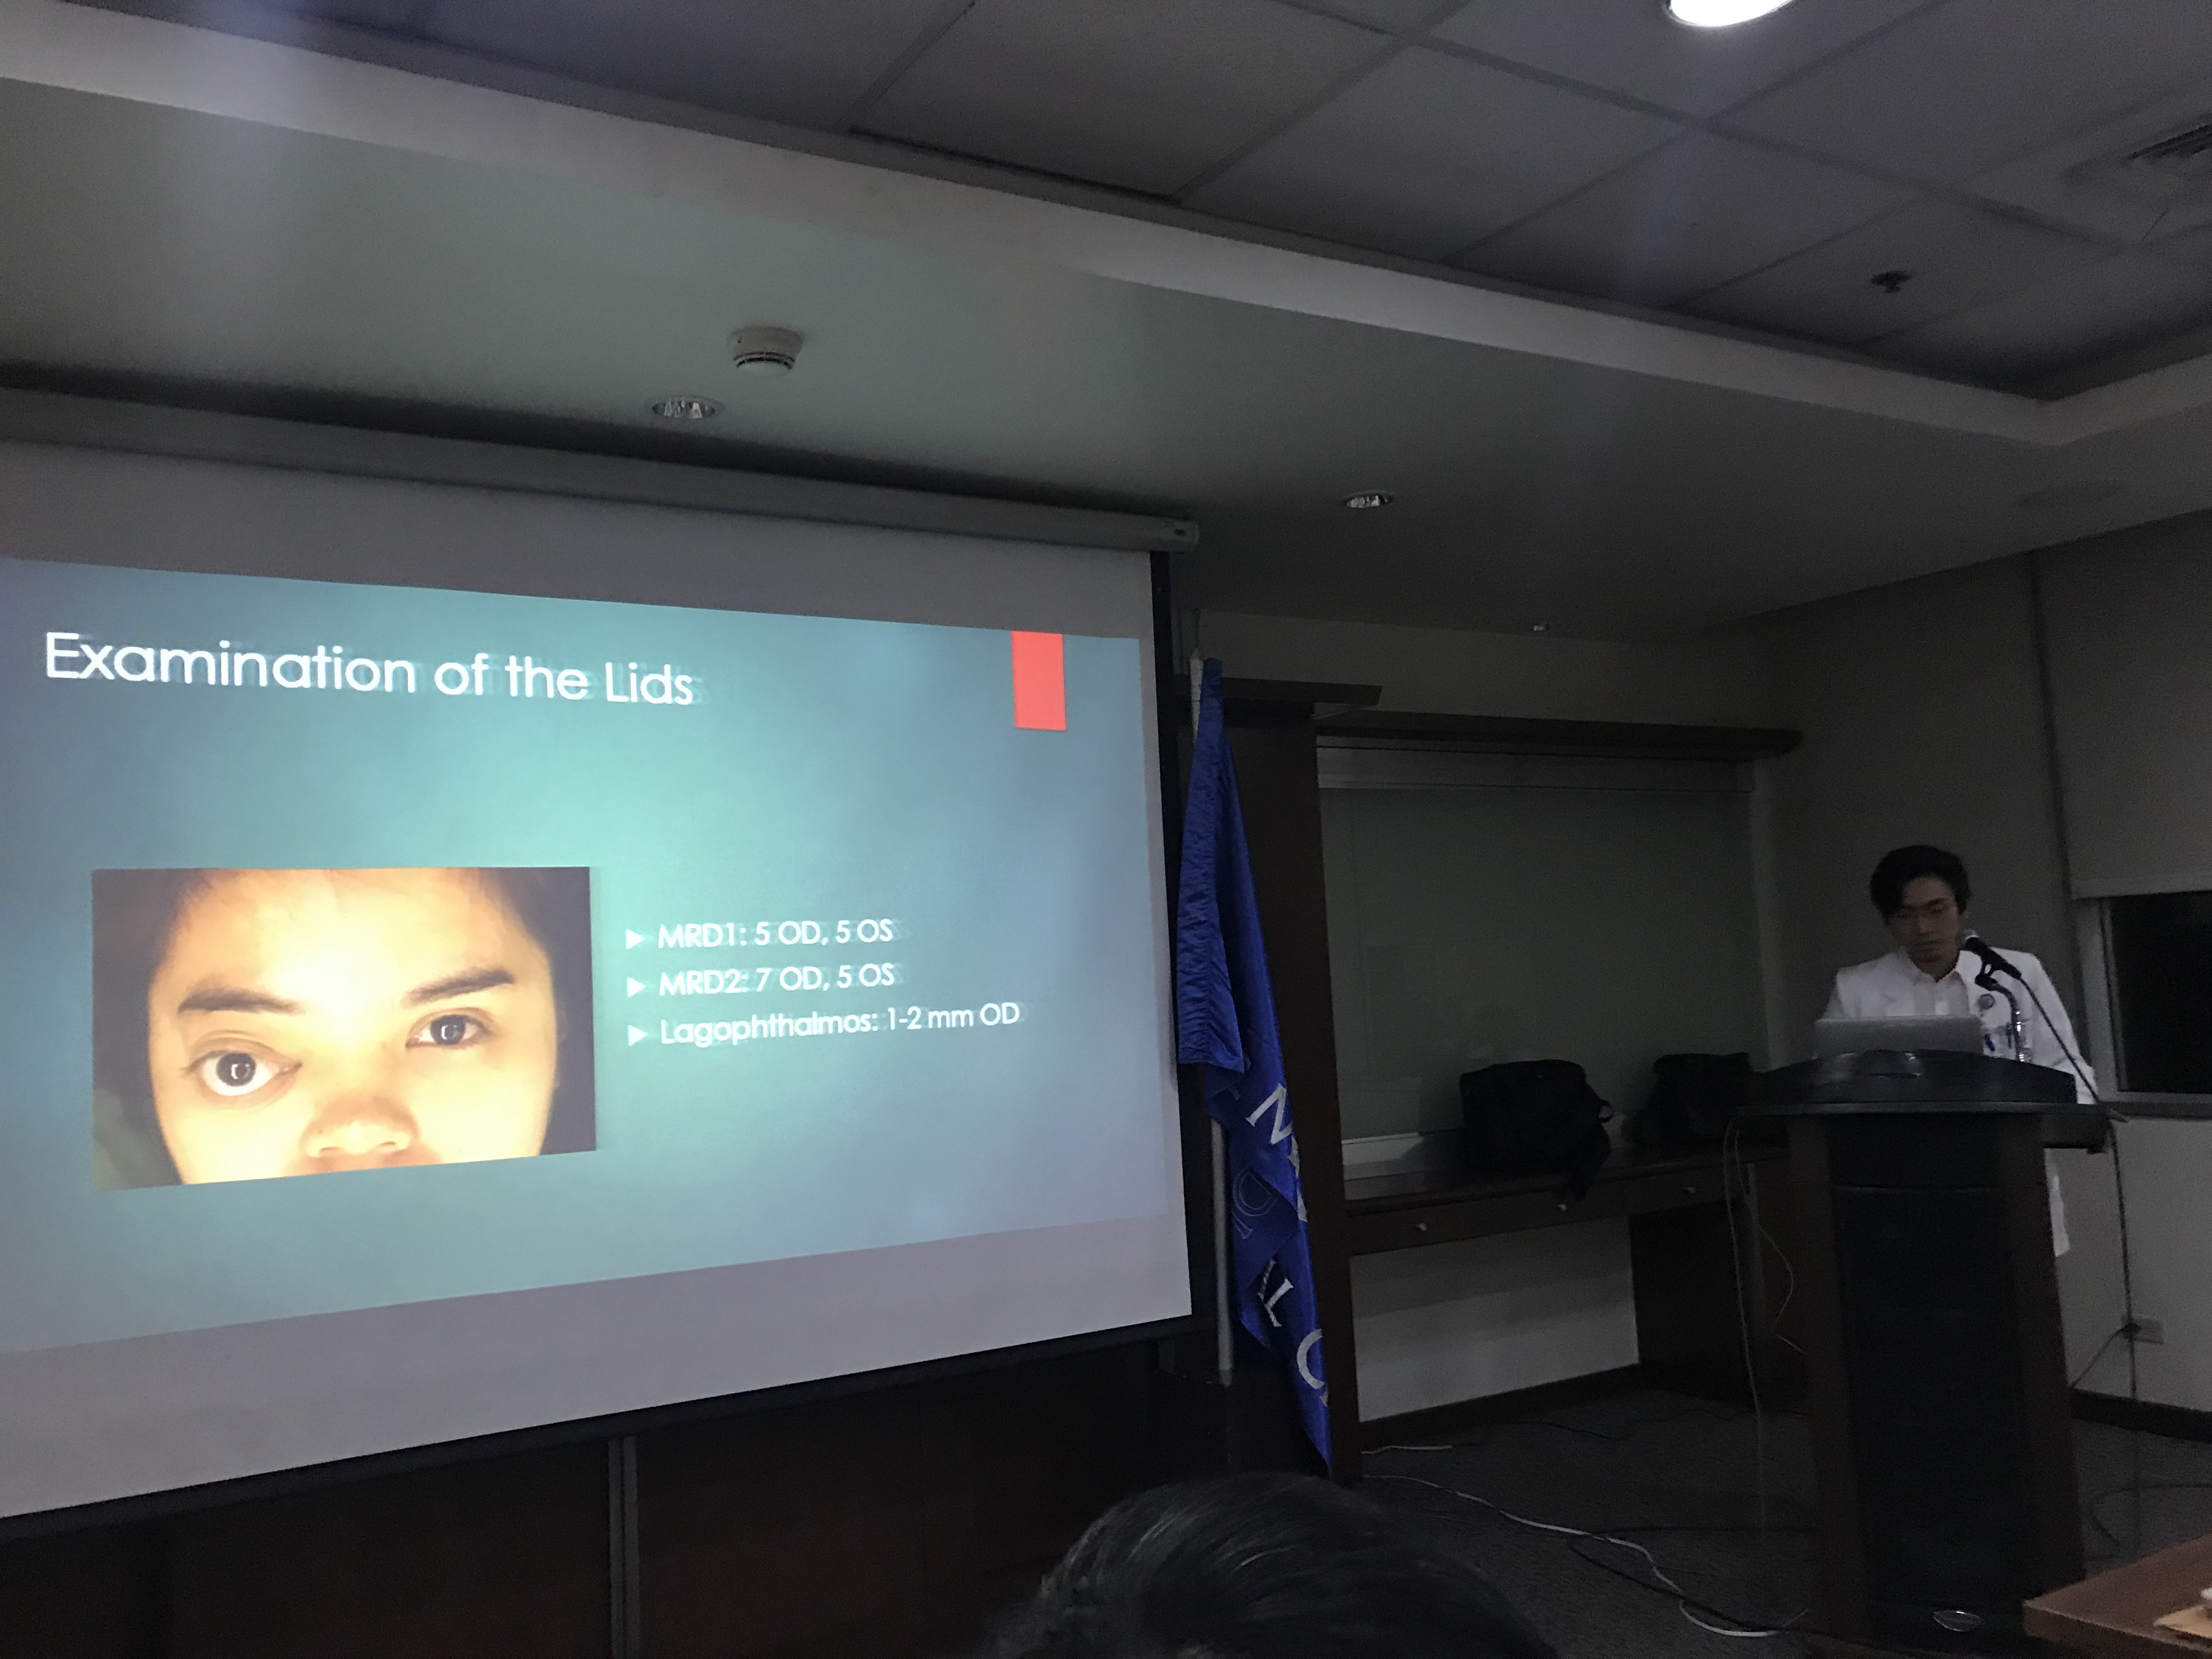 Examination of the Lids
MRD1: 5 OD, 5 OS
MRD2: 7 OD, 5 OS
Lagophthalmos: 1-2 mm OD